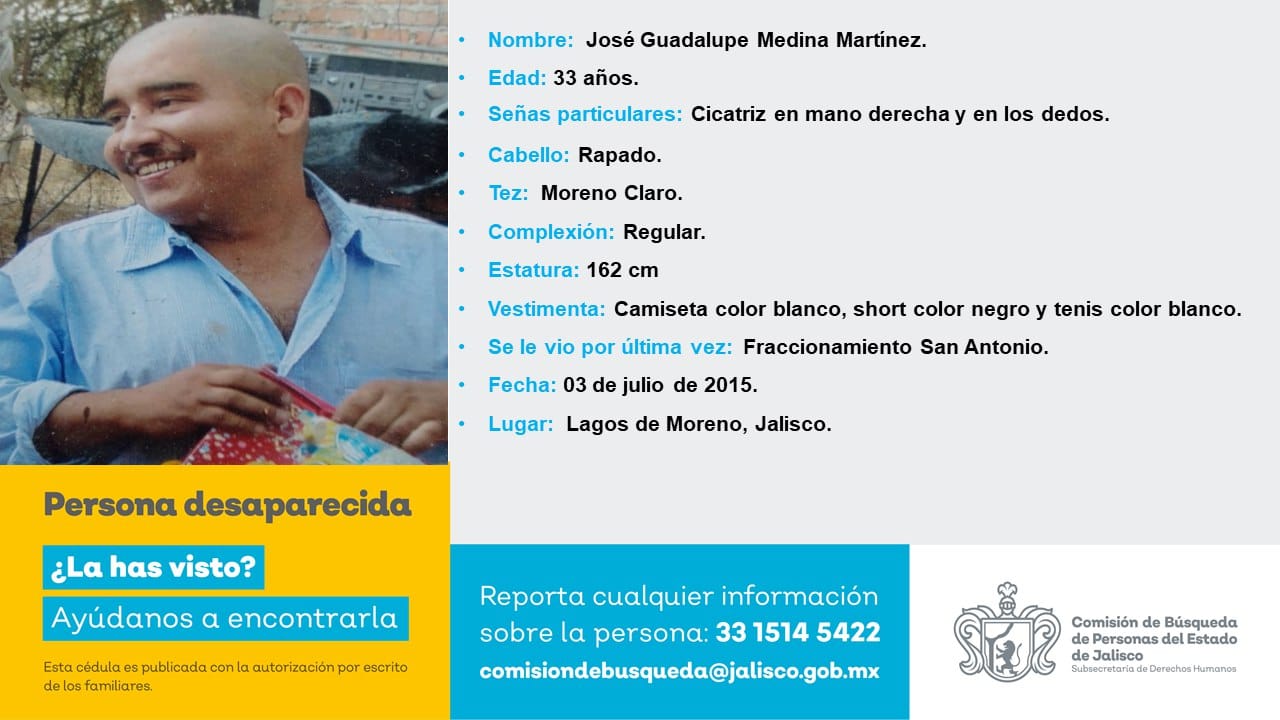 Nombre: José Guadalupe Medina Martínez.
Edad: 33 años.
Señas particulares: Cicatriz en mano derecha y en los dedos.
Cabello: Rapado.
Tez: Moreno Claro.
Complexión: Regular.
Estatura: 162 cm
Vestimenta: Camiseta color blanco, short color negro y tenis color blanco.
Se le vio por última vez: Fraccionamiento San Antonio.
Fecha: 03 de julio de 2015.
Lugar: Lagos de Moreno, Jalisco.
Persona desaparecida
¿La has visto?
Ayúdanos a encontrarla
Esta cédula es publicada con la autorización por escrito
de los familiares.
Reporta cualquier información
sobre la persona: 33 1514 5422
comisiondebusqueda@jalisco.gob.mx
Comisión de Búsqueda
de Personas del Estado
de Jalisco
Subsecretaría de Derechos Humanos